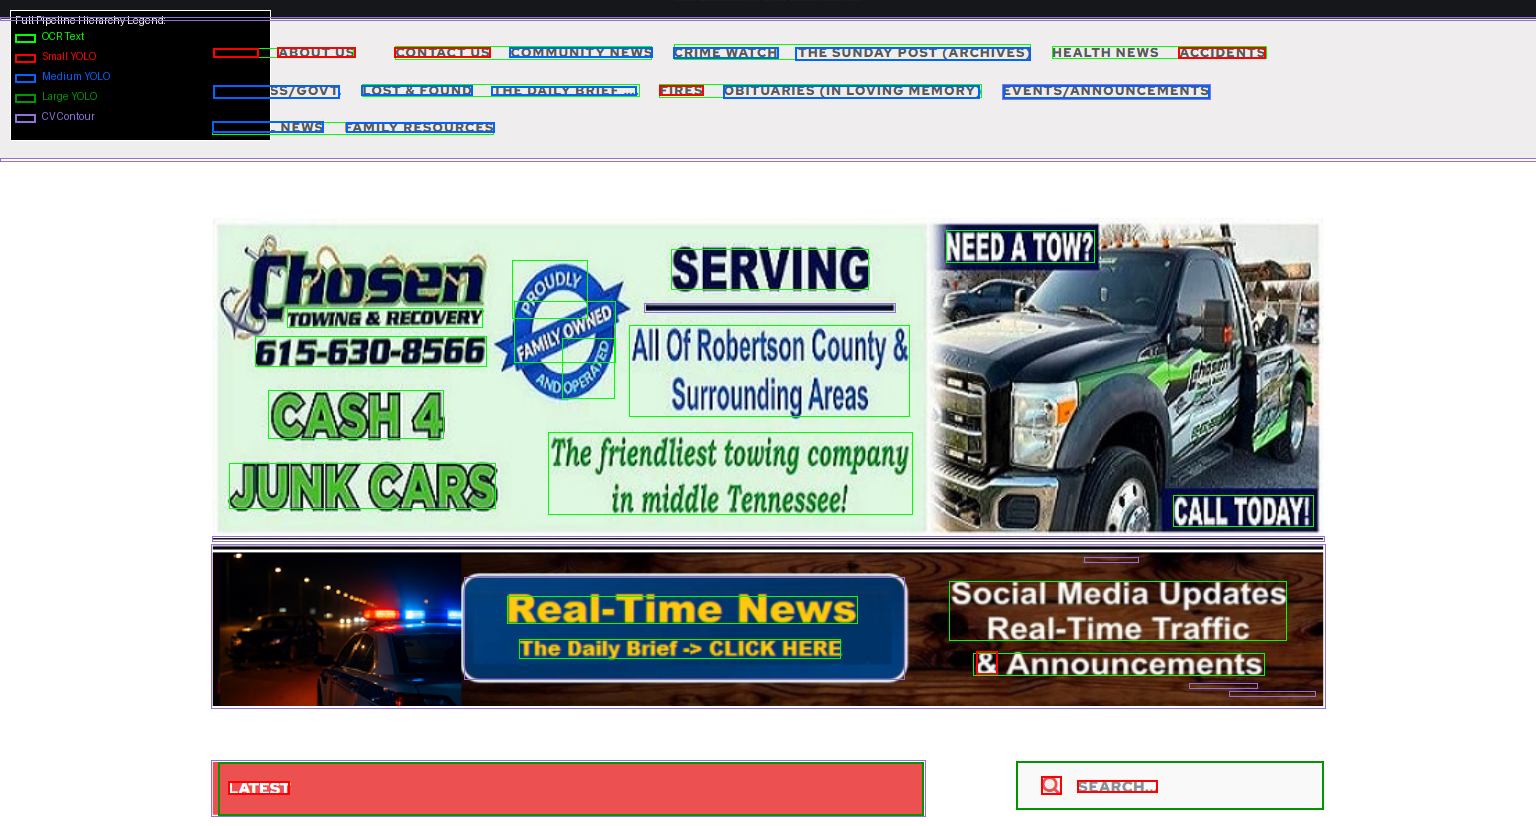 Full Pipeline Hierarchy Legend:
OCR Text
Small YOLO
Medium YOLO
Large YOLO
CV Contour
ABOUT US CONTACT US COMMUNITY NEWS CRIME WATCH THE SUNDAY POST (ARCHIVES) HEALTH NEWS ACCIDENTS
SS/GOVT. LOST & FOUND THE DAILY BRIEF ... FIRES OBITUARIES (IN LOVING MEMORY) EVENTS/ANNOUNCEMENTS
NEWS FAMILY RESOURCES
Chosen
TOWING & RECOVERY
615-630-8566
CASH 4
JUNK CARS
PROUDLY
FAMILY OWNED
AND OPERATED
SERVING
All Of Robertson County &
Surrounding Areas
The friendliest towing company
in middle Tennessee!
NEED A TOW?
Chosen
CALL TODAY!
Real-Time News
The Daily Brief -> CLICK HERE
Social Media Updates
Real-Time Traffic
& Announcements
LATEST
SEARCH...